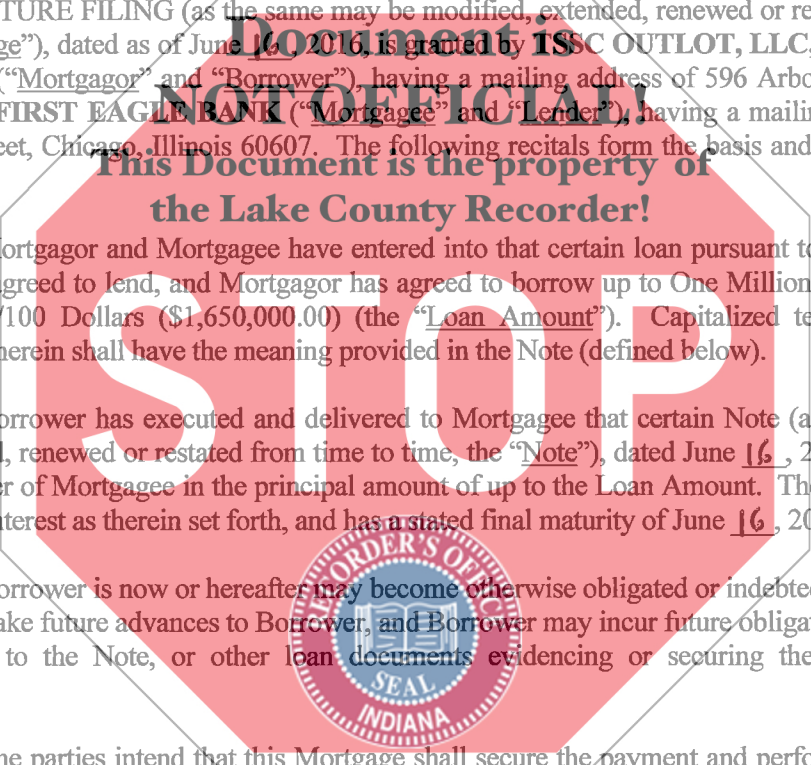 TURE FILING (as the same may be modified, extended, renewed or re
Document is
ge”), dated as of June 16, 2016, is granted by TSSC OUTLOT, LLC,
(“Mortgagor” and “Borrower”), having a mailing address of 596 Arbo
NOT OFFICIAL!
FIRST EAGLE BANK (“Mortgagee” and “Lender”), having a mailin
eet, Chicago, Illinois 60607. The following recitals form the basis and
This Document is the property of
the Lake County Recorder!
ortgagor and Mortgagee have entered into that certain loan pursuant to
greed to lend, and Mortgagor has agreed to borrow up to One Million
/100 Dollars ($1,650,000.00) (the “Loan Amount”). Capitalized te
herein shall have the meaning provided in the Note (defined below).
STOP
orrower has executed and delivered to Mortgagee that certain Note (a
l, renewed or restated from time to time, the “Note”), dated June 16, 2
er of Mortgagee in the principal amount of up to the Loan Amount. The
nterest as therein set forth, and has a stated final maturity of June 16, 20
RECORDER'S OFFICE
orrower is now or hereafter may become otherwise obligated or indebte
ake future advances to Borrower, and Borrower may incur future obligat
to the Note, or other loan documents evidencing or securing the
SEAL
INDIANA
he parties intend that this Mortgage shall secure the payment and perfo